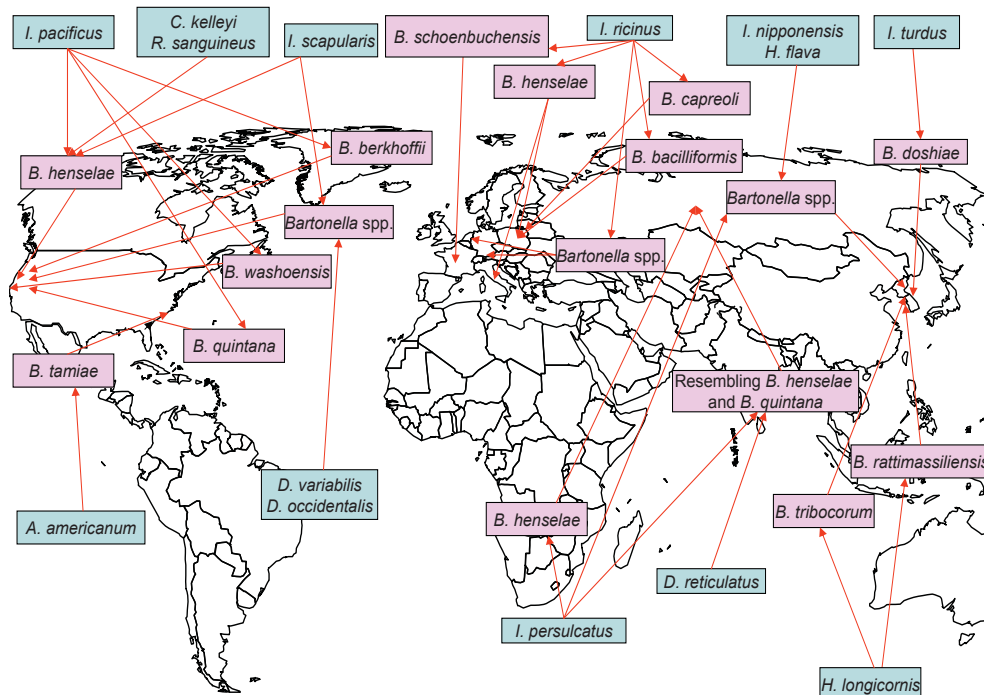 I. pacificus
C. kelleyi
R. sanguineus
I. scapularis
B. schoenbuchensis
I. ricinus
I. nipponensis
H. flava
I. turdus
B. henselae
B. capreoli
B. henselae
B. berkhoffii
B. bacilliformis
B. doshiae
Bartonella spp.
Bartonella spp.
B. washoensis
Bartonella spp.
B. quintana
B. tamiae
Resembling B. henselae
and B. quintana
B. rattimassiliensis
D. variabilis
D. occidentalis
A. americanum
B. henselae
B. tribocorum
D. reticulatus
I. persulcatus
H. longicornis